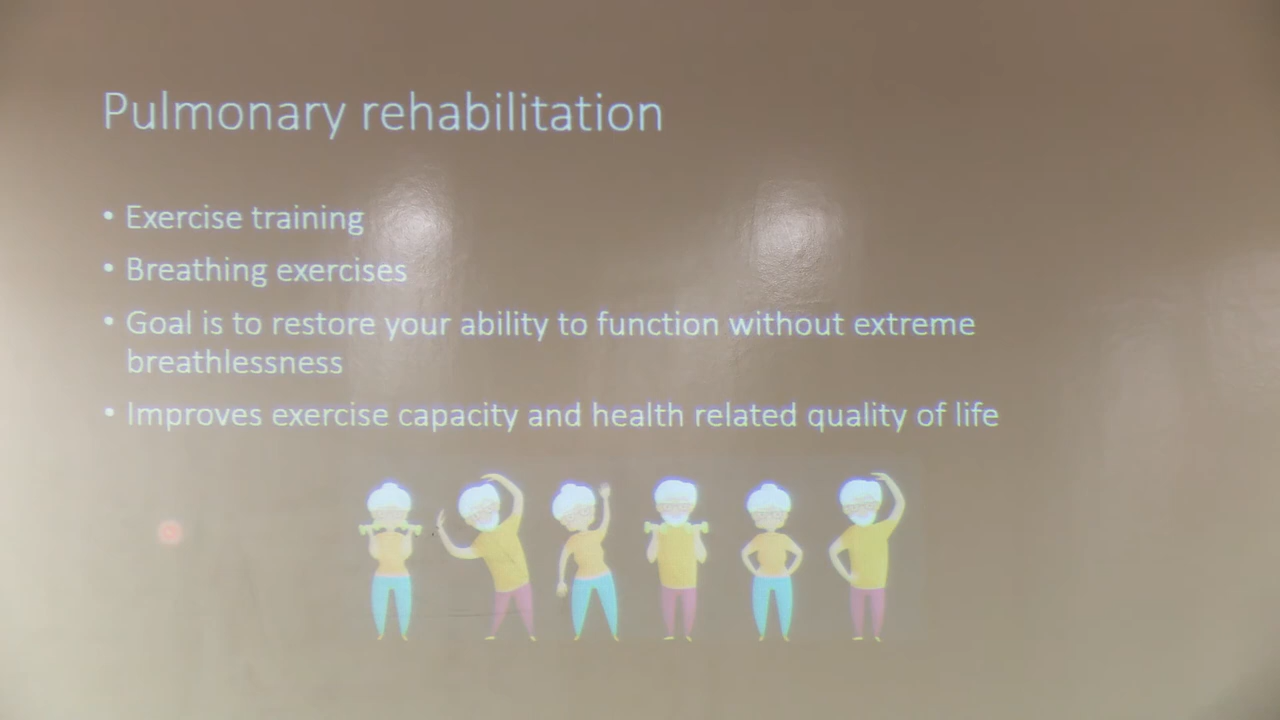 Pulmonary rehabilitation
• Exercise training
• Breathing exercises
• Goal is to restore your ability to function without extreme
breathlessness
• Improves exercise capacity and health related quality of life